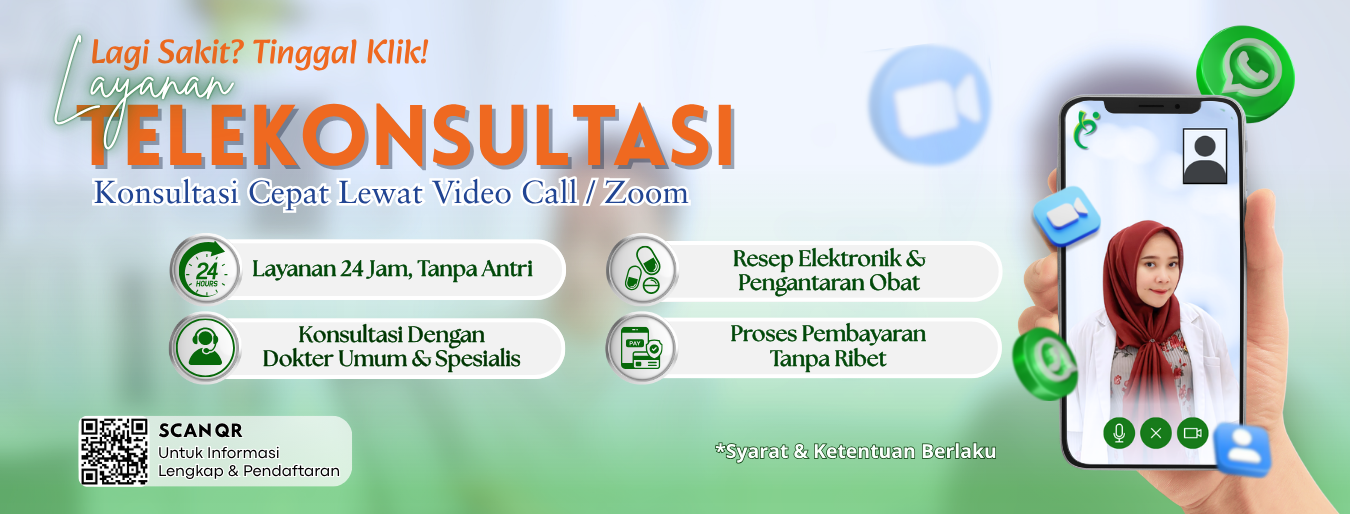 Lagi Sakit? Tinggal Klik!
Layanan
TELEKONSULTASI
Konsultasi Cepat Lewat Video Call / Zoom
24
HOURS
Layanan 24 Jam, Tanpa Antri
Konsultasi Dengan
Dokter Umum & Spesialis
Resep Elektronik &
Pengantaran Obat
PAY
Proses Pembayaran
Tanpa Ribet
SCAN QR
Untuk Informasi
Lengkap & Pendaftaran
*Syarat & Ketentuan Berlaku